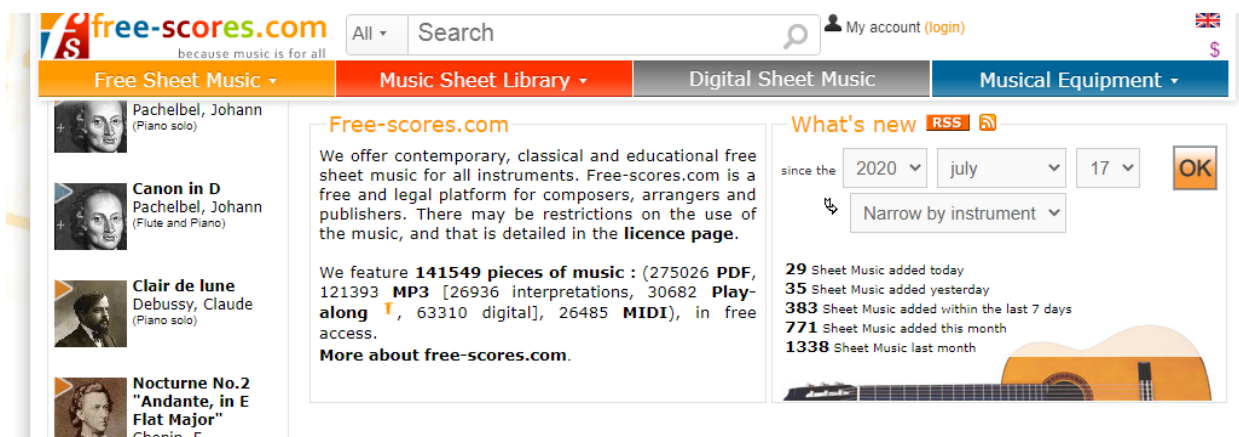 free-scores.com
because music is for all
All
Search
My account (login)
$
Free Sheet Music
Music Sheet Library
Digital Sheet Music
Musical Equipment
Pachelbel, Johann
(Piano solo)
Canon in D
Pachelbel, Johann
(Flute and Piano)
Clair de lune
Debussy, Claude
(Piano solo)
Nocturne No.2
"Andante, in E
Flat Major"
Free-scores.com
We offer contemporary, classical and educational free
sheet music for all instruments. Free-scores.com is a
free and legal platform for composers, arrangers and
publishers. There may be restrictions on the use of
the music, and that is detailed in the licence page.
We feature 141549 pieces of music : (275026 PDF,
121393 MP3 [26936 interpretations, 30682 Play-
along , 63310 digital], 26485 MIDI), in free
access.
More about free-scores.com.
What's new RSS
since the 2020 july 17 OK
Narrow by instrument
29 Sheet Music added today
35 Sheet Music added yesterday
383 Sheet Music added within the last 7 days
771 Sheet Music added this month
1338 Sheet Music last month